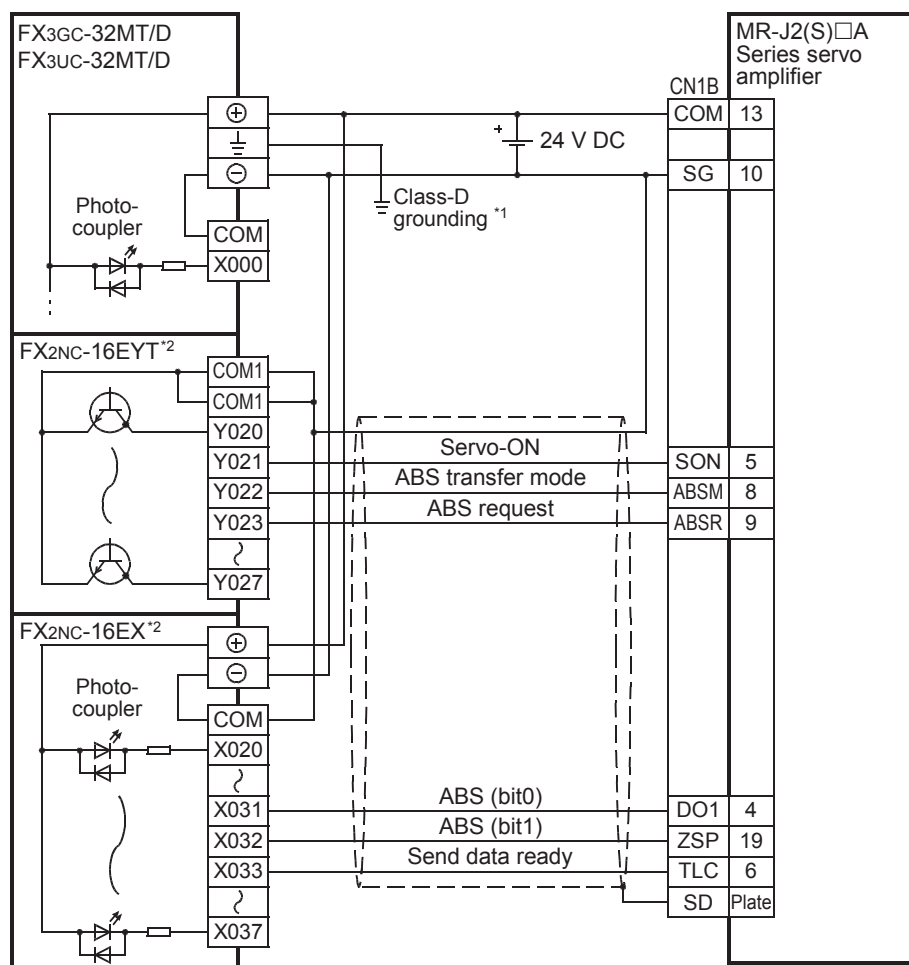 FX3GC-32MT/D
FX3UC-32MT/D
MR-J2(S)□A
Series servo
amplifier
CN1B
COM 13
24 V DC
SG 10
Class-D
grounding *1
Photo-
coupler
COM
X000
FX2NC-16EYT*2
COM1
COM1
Y020
Y021 Servo-ON SON 5
Y022 ABS transfer mode ABSM 8
Y023 ABS request ABSR 9
Y027
FX2NC-16EX*2
Photo-
coupler
COM
X020
X031 ABS (bit0) DO1 4
X032 ABS (bit1) ZSP 19
X033 Send data ready TLC 6
SD Plate
X037